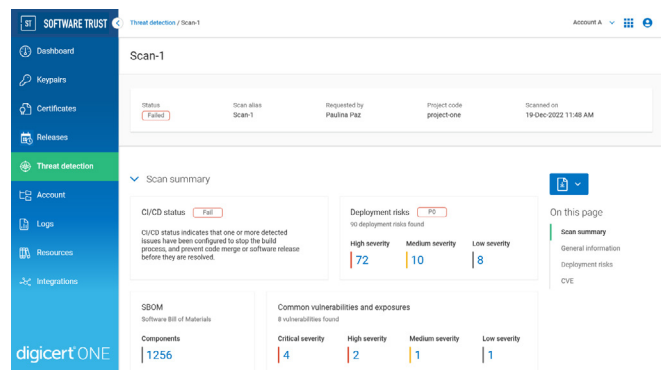 ST SOFTWARE TRUST
Threat detection / Scan-1
Account A
Dashboard
Keypairs
Certificates
Releases
Threat detection
Account
Logs
Resources
Integrations
digicert ONE
Scan-1
Status Scan alias Requested by Project code Scanned on
Failed Scan-1 Paulina Paz project-one 19-Dec-2022 11:48 AM
Scan summary
CI/CD status Fail
CI/CD status indicates that one or more detected
issues have been configured to stop the build
process, and prevent code merge or software release
before they are resolved.
Deployment risks P0
90 deployment risks found
High severity Medium severity Low severity
72 10 8
SBOM
Software Bill of Materials
Components
1256
Common vulnerabilities and exposures
8 vulnerabilities found
Critical severity High severity Medium severity Low severity
4 2 1 1
On this page
Scan summary
General information
Deployment risks
CVE